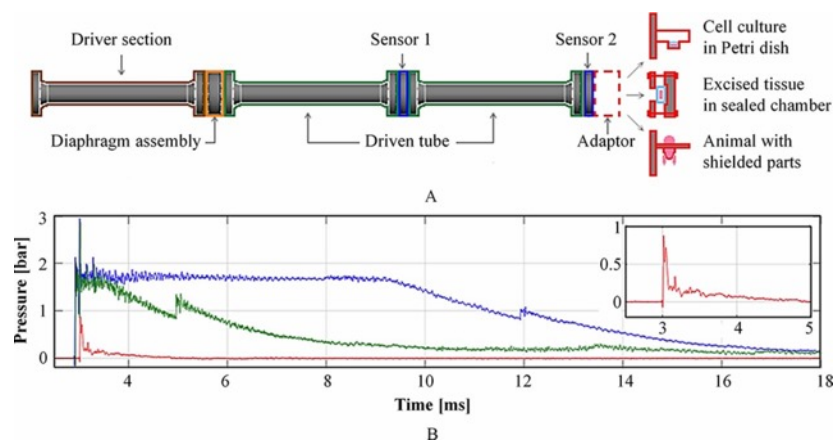 A
Driver section
Sensor 1
Sensor 2
Cell culture
in Petri dish
Excised tissue
in sealed chamber
Diaphragm assembly
Driven tube
Adaptor
Animal with
shielded parts
A
Pressure [bar]
3
2
1
0
1
0.5
0
3
4
5
4
6
8
10
12
14
16
18
Time [ms]
B